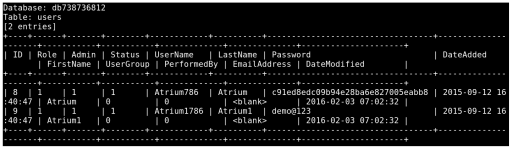 Database: db738736812
Table: users
[2 entries]
+----+------+-------+--------+-----------+----------+----------------------------------+---------------
------+-----------+-----------+-------------+--------------+---------------------+
| ID | Role | Admin | Status | UserName | LastName | Password | DateAdded
| FirstName | UserGroup | PerformedBy | EmailAddress | DateModified |
+----+------+-------+--------+-----------+----------+----------------------------------+---------------
------+-----------+-----------+-------------+--------------+---------------------+
| 8 | 1 | 1 | 1 | Atrium786 | Atrium | c91ed8edc09b94e28ba6e827005eabb8 | 2015-09-12 16
:40:47 | Atrium | 0 | 0 | <blank> | 2016-02-03 07:02:32 |
| 9 | 1 | 1 | 1 | Atrium1786 | Atrium1 | demo@123 | 2015-09-12 16
:40:47 | Atrium1 | 0 | 0 | <blank> | 2016-02-03 07:02:32 |
+----+------+-------+--------+-----------+----------+----------------------------------+---------------
------+-----------+-----------+-------------+--------------+---------------------+